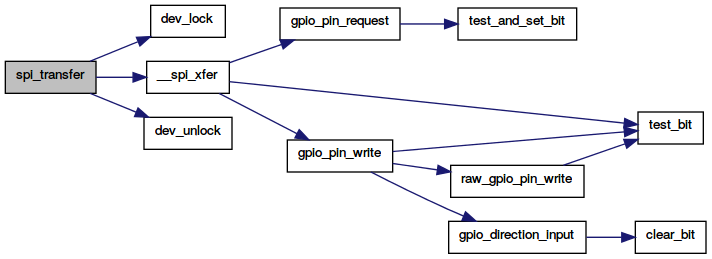 dev_lock
gpio_pin_request
test_and_set_bit
spi_transfer
__spi_xfer
dev_unlock
test_bit
gpio_pin_write
raw_gpio_pin_write
gpio_direction_input
clear_bit